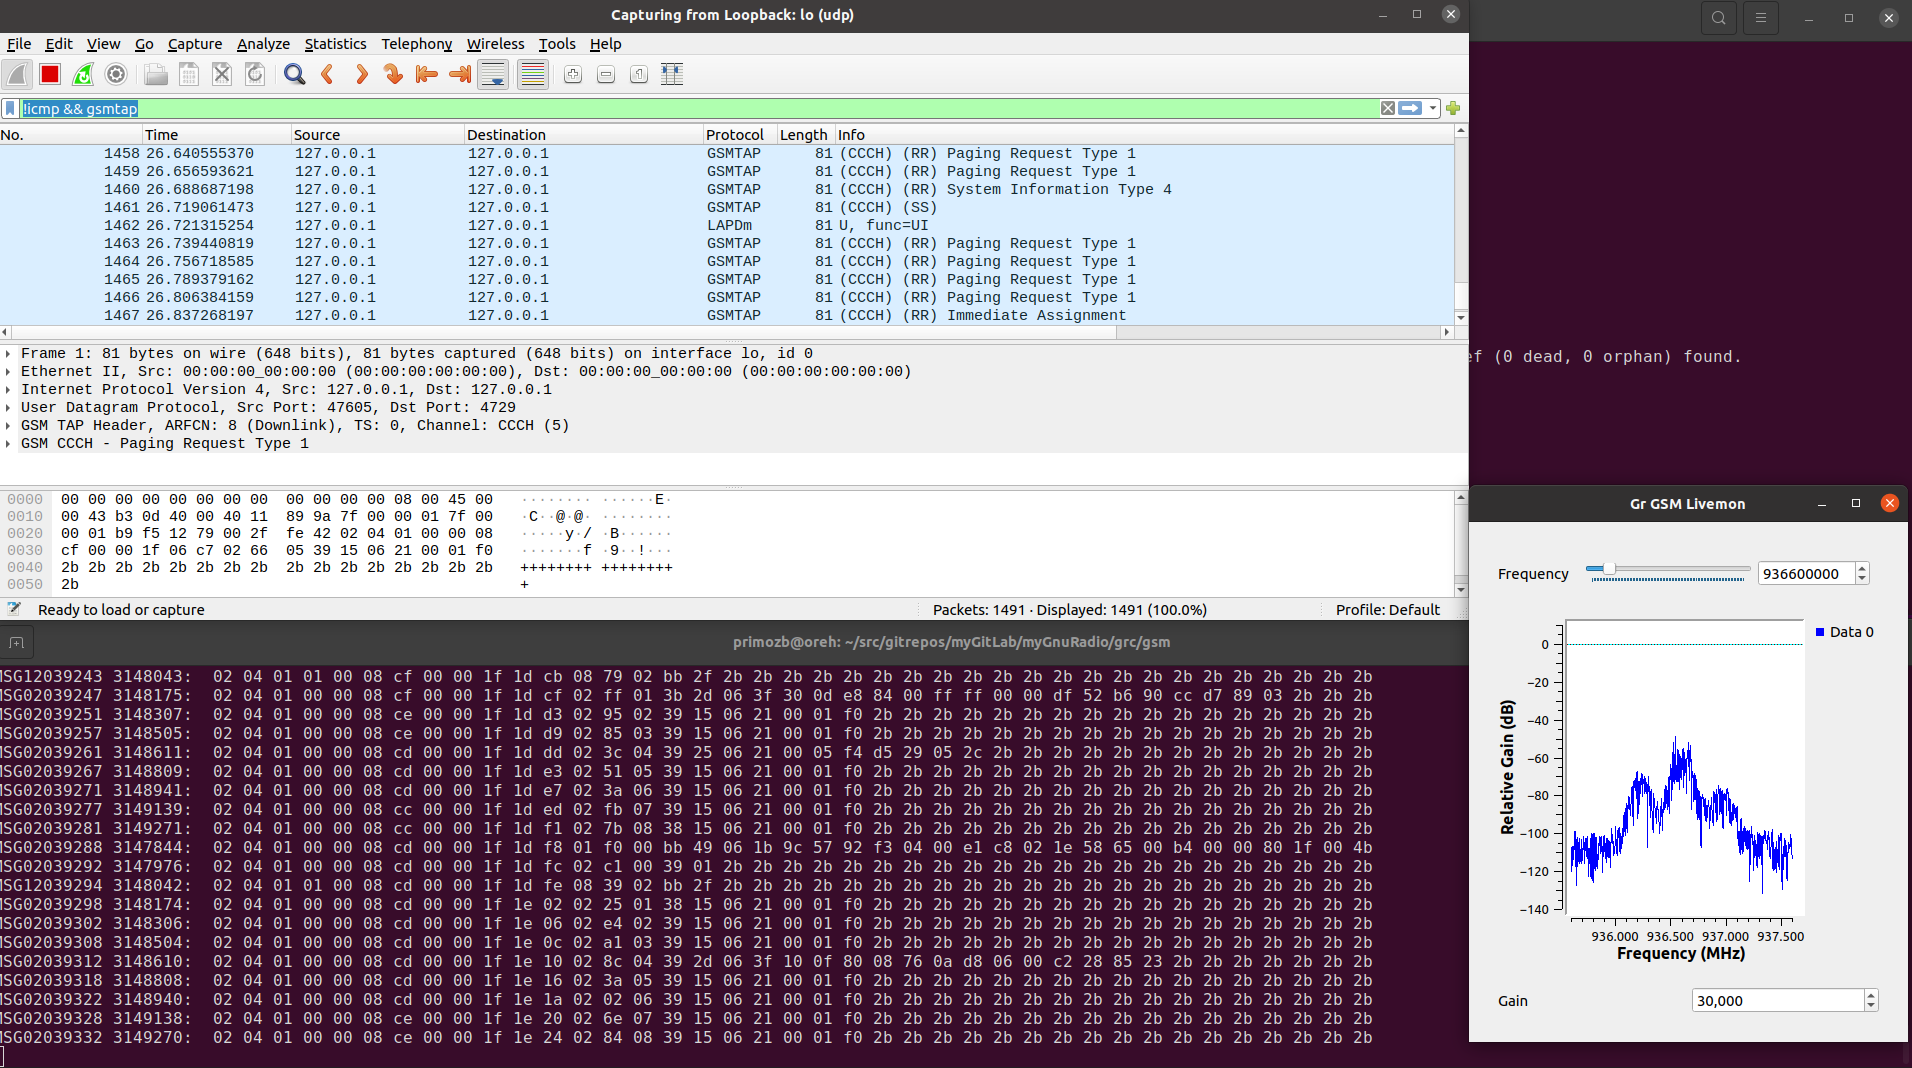 Capturing from Loopback: lo (udp)
File Edit View Go Capture Analyze Statistics Telephony Wireless Tools Help
!icmp && gsmtap
No. Time Source Destination Protocol Length Info
1458 26.640555370 127.0.0.1 127.0.0.1 GSMTAP 81 (CCCH) (RR) Paging Request Type 1
1459 26.656593621 127.0.0.1 127.0.0.1 GSMTAP 81 (CCCH) (RR) Paging Request Type 1
1460 26.688687198 127.0.0.1 127.0.0.1 GSMTAP 81 (CCCH) (RR) System Information Type 4
1461 26.719061473 127.0.0.1 127.0.0.1 GSMTAP 81 (CCCH) (SS)
1462 26.721315254 127.0.0.1 127.0.0.1 LAPDm 81 U, func=UI
1463 26.739440819 127.0.0.1 127.0.0.1 GSMTAP 81 (CCCH) (RR) Paging Request Type 1
1464 26.756718585 127.0.0.1 127.0.0.1 GSMTAP 81 (CCCH) (RR) Paging Request Type 1
1465 26.789379162 127.0.0.1 127.0.0.1 GSMTAP 81 (CCCH) (RR) Paging Request Type 1
1466 26.806384159 127.0.0.1 127.0.0.1 GSMTAP 81 (CCCH) (RR) Paging Request Type 1
1467 26.837268197 127.0.0.1 127.0.0.1 GSMTAP 81 (CCCH) (RR) Immediate Assignment
Frame 1: 81 bytes on wire (648 bits), 81 bytes captured (648 bits) on interface lo, id 0
Ethernet II, Src: 00:00:00_00:00:00 (00:00:00:00:00:00), Dst: 00:00:00_00:00:00 (00:00:00:00:00:00)
Internet Protocol Version 4, Src: 127.0.0.1, Dst: 127.0.0.1
User Datagram Protocol, Src Port: 47605, Dst Port: 4729
GSM TAP Header, ARFCN: 8 (Downlink), TS: 0, Channel: CCCH (5)
GSM CCCH - Paging Request Type 1
0000 00 00 00 00 00 00 00 00 00 00 00 00 08 00 45 00 ········ ······E·
0010 00 43 b3 0d 40 00 40 11 89 9a 7f 00 00 01 7f 00 ·C··@·@· ········
0020 00 01 b9 f5 12 79 00 2f fe 42 02 04 01 00 00 08 ·····y·/ ·B······
0030 cf 00 00 1f 06 c7 02 66 05 39 15 06 21 00 01 f0 ·······f ·9··!···
0040 2b 2b 2b 2b 2b 2b 2b 2b 2b 2b 2b 2b 2b 2b 2b 2b ++++++++ ++++++++
0050 2b +
Ready to load or capture Packets: 1491 · Displayed: 1491 (100.0%) Profile: Default
ef (0 dead, 0 orphan) found.
primozb@oreh: ~/src/gitrepos/myGitLab/myGnuRadio/grc/gsm
MSG12039243 3148043: 02 04 01 01 00 08 cf 00 00 1f 1d cb 08 79 02 bb 2f 2b 2b 2b 2b 2b 2b 2b 2b 2b 2b 2b 2b 2b 2b 2b 2b 2b 2b
MSG02039247 3148175: 02 04 01 00 00 08 cf 00 00 1f 1d cf 02 ff 01 3b 2d 06 3f 30 0d e8 84 00 ff ff 00 00 df 52 b6 90 cc d7 89 03 2b 2b 2b
MSG02039251 3148307: 02 04 01 00 00 08 ce 00 00 1f 1d d3 02 95 02 39 15 06 21 00 01 f0 2b 2b 2b 2b 2b 2b 2b 2b 2b 2b 2b 2b 2b 2b 2b 2b 2b
MSG02039257 3148505: 02 04 01 00 00 08 ce 00 00 1f 1d d9 02 85 03 39 15 06 21 00 01 f0 2b 2b 2b 2b 2b 2b 2b 2b 2b 2b 2b 2b 2b 2b 2b 2b 2b
MSG02039261 3148611: 02 04 01 00 00 08 cd 00 00 1f 1d dd 02 3c 04 39 25 06 21 00 05 f4 d5 29 05 2c 2b 2b 2b 2b 2b 2b 2b 2b 2b 2b 2b 2b 2b
MSG02039267 3148809: 02 04 01 00 00 08 cd 00 00 1f 1d e3 02 51 05 39 15 06 21 00 01 f0 2b 2b 2b 2b 2b 2b 2b 2b 2b 2b 2b 2b 2b 2b 2b 2b 2b
MSG02039271 3148941: 02 04 01 00 00 08 cd 00 00 1f 1d e7 02 3a 06 39 15 06 21 00 01 f0 2b 2b 2b 2b 2b 2b 2b 2b 2b 2b 2b 2b 2b 2b 2b 2b 2b
MSG02039277 3149139: 02 04 01 00 00 08 cc 00 00 1f 1d ed 02 fb 07 39 15 06 21 00 01 f0 2b 2b 2b 2b 2b 2b 2b 2b 2b 2b 2b 2b 2b 2b 2b 2b 2b
MSG02039281 3149271: 02 04 01 00 00 08 cc 00 00 1f 1d f1 02 7b 08 38 15 06 21 00 01 f0 2b 2b 2b 2b 2b 2b 2b 2b 2b 2b 2b 2b 2b 2b 2b 2b 2b
MSG02039288 3147844: 02 04 01 00 00 08 cd 00 00 1f 1d f8 01 f0 00 bb 49 06 1b 9c 57 92 f3 04 00 e1 c8 02 1e 58 65 00 b4 00 00 80 1f 00 4b
MSG02039292 3147976: 02 04 01 00 00 08 cd 00 00 1f 1d fc 02 c1 00 39 01 2b 2b 2b 2b 2b 2b 2b 2b 2b 2b 2b 2b 2b 2b 2b 2b 2b 2b 2b 2b 2b 2b
MSG12039294 3148042: 02 04 01 01 00 08 cd 00 00 1f 1d fe 08 39 02 bb 2f 2b 2b 2b 2b 2b 2b 2b 2b 2b 2b 2b 2b 2b 2b 2b 2b 2b 2b 2b 2b 2b 2b
MSG02039298 3148174: 02 04 01 00 00 08 cd 00 00 1f 1e 02 02 25 01 38 15 06 21 00 01 f0 2b 2b 2b 2b 2b 2b 2b 2b 2b 2b 2b 2b 2b 2b 2b 2b 2b
MSG02039302 3148306: 02 04 01 00 00 08 cd 00 00 1f 1e 06 02 e4 02 39 15 06 21 00 01 f0 2b 2b 2b 2b 2b 2b 2b 2b 2b 2b 2b 2b 2b 2b 2b 2b 2b
MSG02039308 3148504: 02 04 01 00 00 08 cd 00 00 1f 1e 0c 02 a1 03 39 15 06 21 00 01 f0 2b 2b 2b 2b 2b 2b 2b 2b 2b 2b 2b 2b 2b 2b 2b 2b 2b
MSG02039312 3148610: 02 04 01 00 00 08 cd 00 00 1f 1e 10 02 8c 04 39 2d 06 3f 10 0f 80 08 76 0a d8 06 00 c2 28 85 23 2b 2b 2b 2b 2b 2b 2b
MSG02039318 3148808: 02 04 01 00 00 08 cd 00 00 1f 1e 16 02 3a 05 39 15 06 21 00 01 f0 2b 2b 2b 2b 2b 2b 2b 2b 2b 2b 2b 2b 2b 2b 2b 2b 2b
MSG02039322 3148940: 02 04 01 00 00 08 cd 00 00 1f 1e 1a 02 02 06 39 15 06 21 00 01 f0 2b 2b 2b 2b 2b 2b 2b 2b 2b 2b 2b 2b 2b 2b 2b 2b 2b
MSG02039328 3149138: 02 04 01 00 00 08 ce 00 00 1f 1e 20 02 6e 07 39 15 06 21 00 01 f0 2b 2b 2b 2b 2b 2b 2b 2b 2b 2b 2b 2b 2b 2b 2b 2b 2b
MSG02039332 3149270: 02 04 01 00 00 08 ce 00 00 1f 1e 24 02 84 08 39 15 06 21 00 01 f0 2b 2b 2b 2b 2b 2b 2b 2b 2b 2b 2b 2b 2b 2b 2b 2b 2b
Gr GSM Livemon
Frequency 936600000
Data 0
Relative Gain (dB)
0
−20
−40
−60
−80
−100
−120
−140
936.000 936.500 937.000 937.500
Frequency (MHz)
Gain 30,000